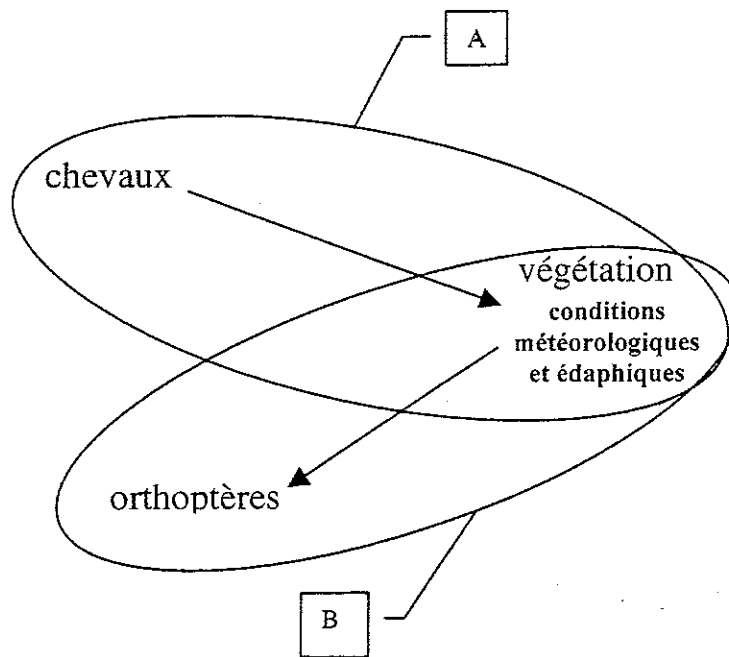 A
chevaux
végétation
conditions
météorologiques
et édaphiques
orthoptères
B